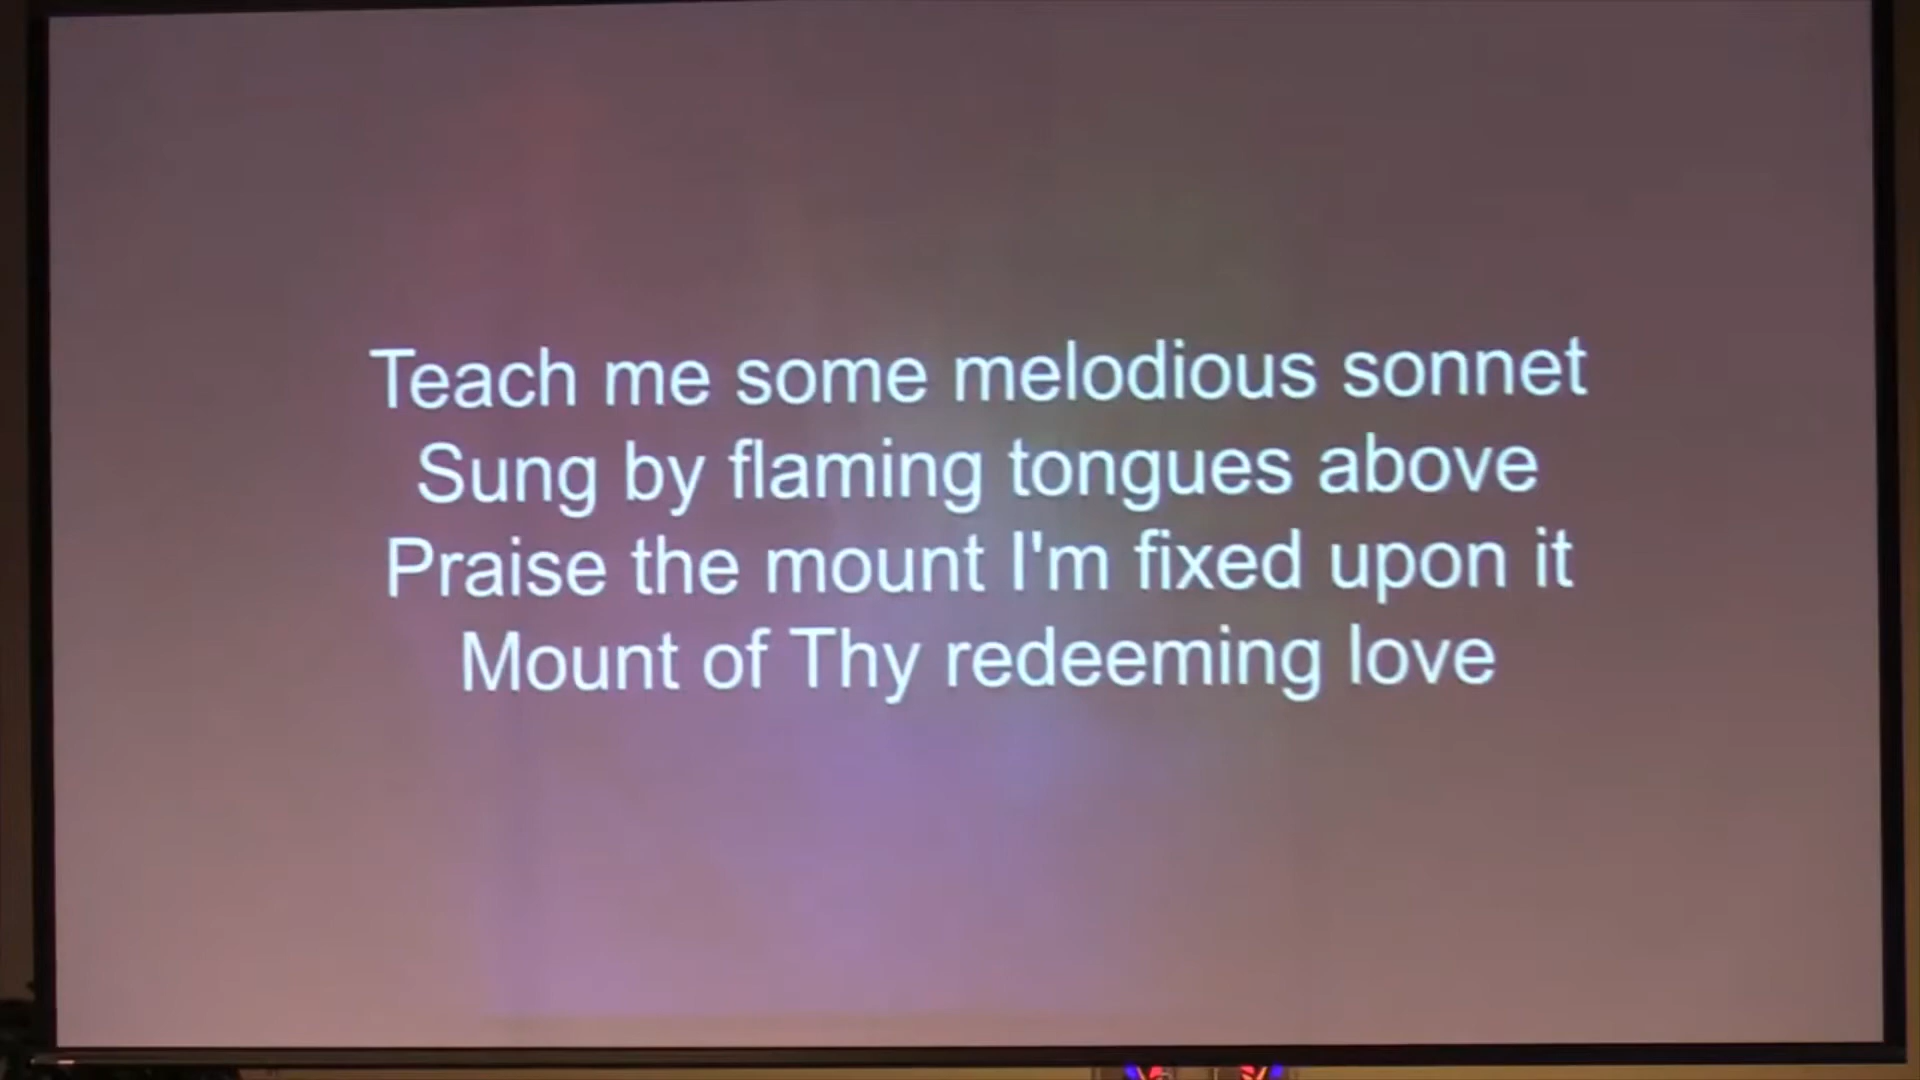 Teach me some melodious sonnet
Sung by flaming tongues above
Praise the mount I'm fixed upon it
Mount of Thy redeeming love